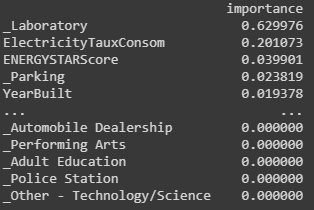 importance
_Laboratory 0.629976
ElectricityTauxConsom 0.201073
ENERGYSTARScore 0.039901
_Parking 0.023819
YearBuilt 0.019378
... ...
_Automobile Dealership 0.000000
_Performing Arts 0.000000
_Adult Education 0.000000
_Police Station 0.000000
_Other - Technology/Science 0.000000